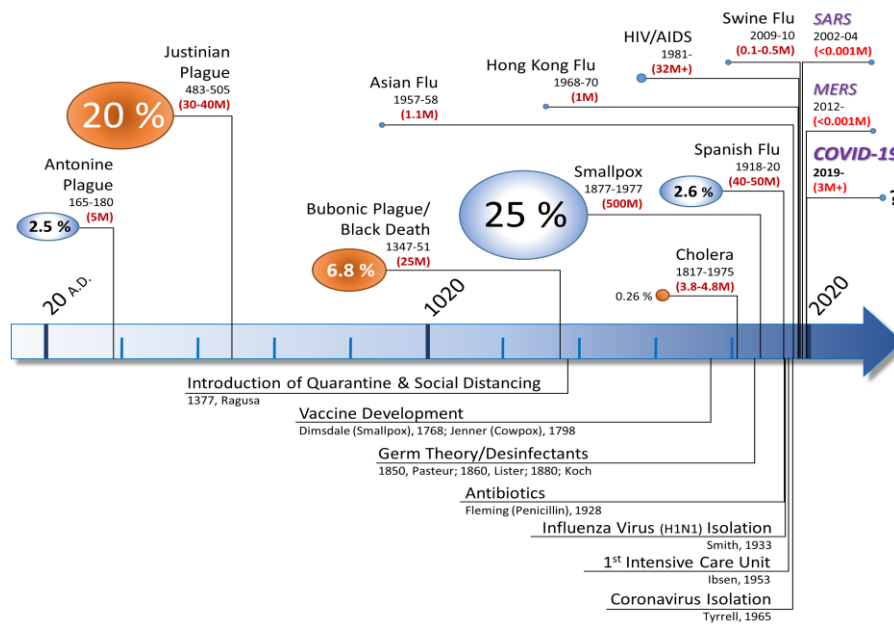 Justinian
Plague
483-505
(30-40M)
20 %
Antonine
Plague
165-180
(5M)
2.5 %
Asian Flu
1957-58
(1.1M)
Hong Kong Flu
1968-70
(1M)
HIV/AIDS
1981-
(32M+)
Swine Flu
2009-10
(0.1-0.5M)
SARS
2002-04
(<0.001M)
MERS
2012-
(<0.001M)
COVID-19
2019-
(3M+)
?
Bubonic Plague/
Black Death
1347-51
(25M)
6.8 %
Smallpox
1877-1977
(500M)
25 %
Spanish Flu
1918-20
(40-50M)
2.6 %
Cholera
1817-1975
(3.8-4.8M)
0.26 %
20 A.D.
1020
2020
Introduction of Quarantine & Social Distancing
1377, Ragusa
Vaccine Development
Dimsdale (Smallpox), 1768; Jenner (Cowpox), 1798
Germ Theory/Desinfectants
1850, Pasteur; 1860, Lister; 1880; Koch
Antibiotics
Fleming (Penicillin), 1928
Influenza Virus (H1N1) Isolation
Smith, 1933
1st Intensive Care Unit
Ibsen, 1953
Coronavirus Isolation
Tyrrell, 1965